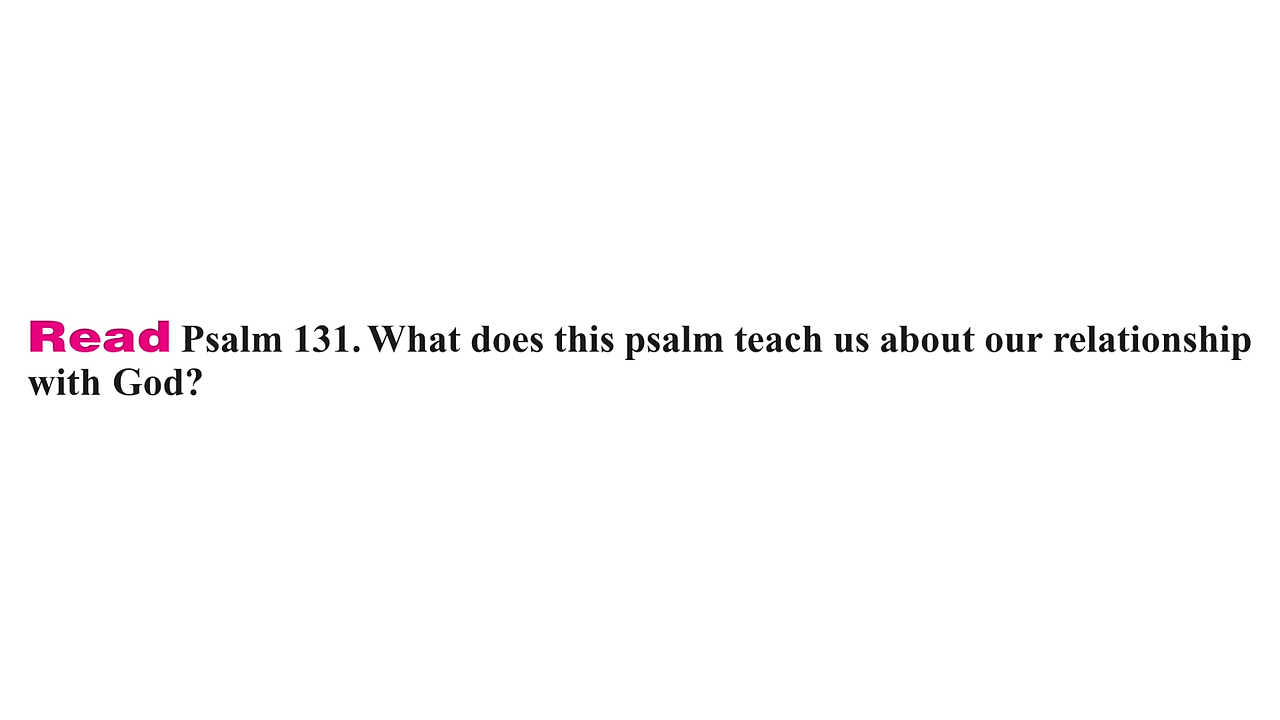 Read Psalm 131. What does this psalm teach us about our relationship
with God?